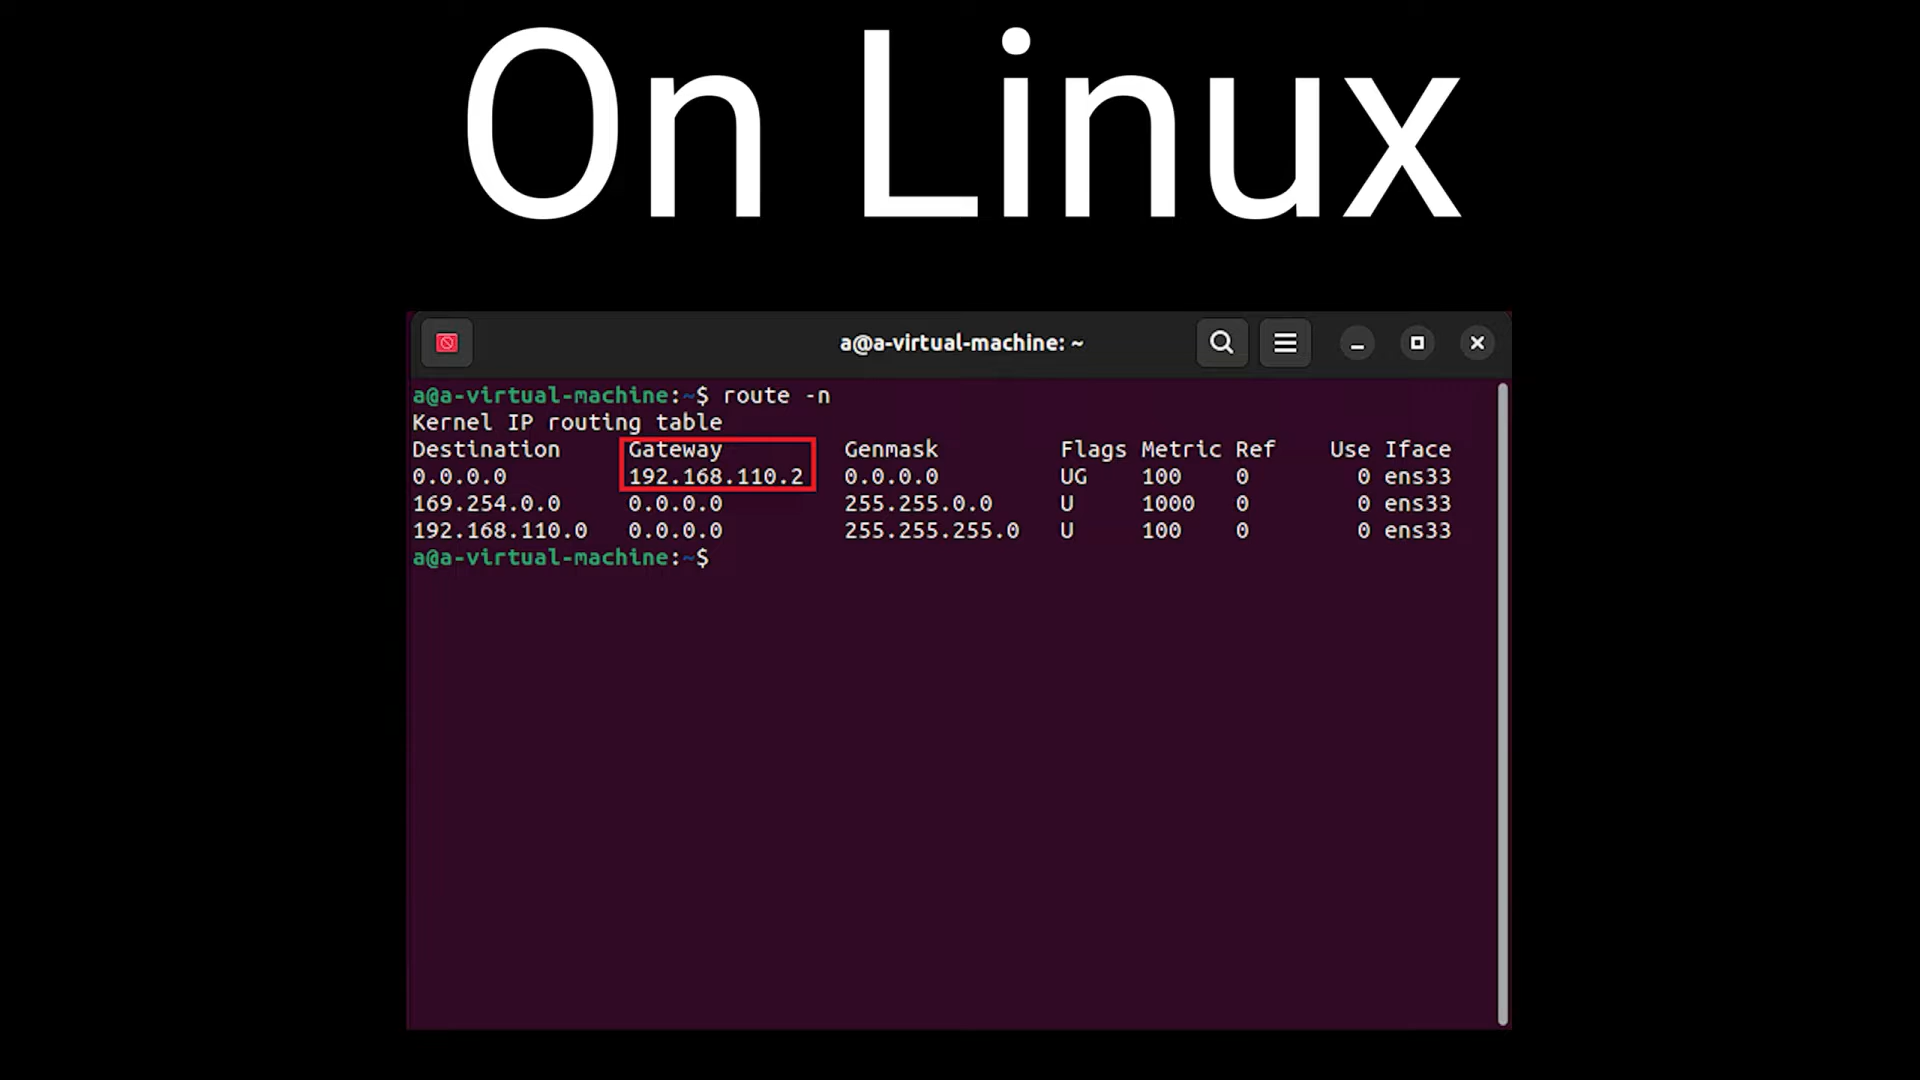 On Linux
a@a-virtual-machine: ~
a@a-virtual-machine:~$ route -n
Kernel IP routing table
Destination Gateway Genmask Flags Metric Ref Use Iface
0.0.0.0 192.168.110.2 0.0.0.0 UG 100 0 0 ens33
169.254.0.0 0.0.0.0 255.255.0.0 U 1000 0 0 ens33
192.168.110.0 0.0.0.0 255.255.255.0 U 100 0 0 ens33
a@a-virtual-machine:~$